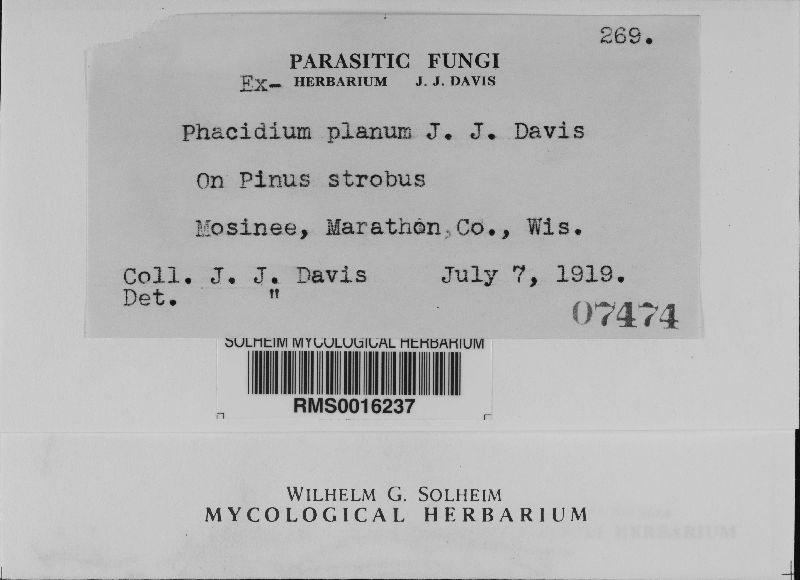 269.
PARASITIC FUNGI
Ex- HERBARIUM J. J. DAVIS
Phacidium planum J. J. Davis
On Pinus strobus
Mosinee, Marathon, Co., Wis.
Coll. J. J. Davis July 7, 1919.
Det. "
07474
SOLHEIM MYCOLOGICAL HERBARIUM
RMS0016237
WILHELM G. SOLHEIM
MYCOLOGICAL HERBARIUM